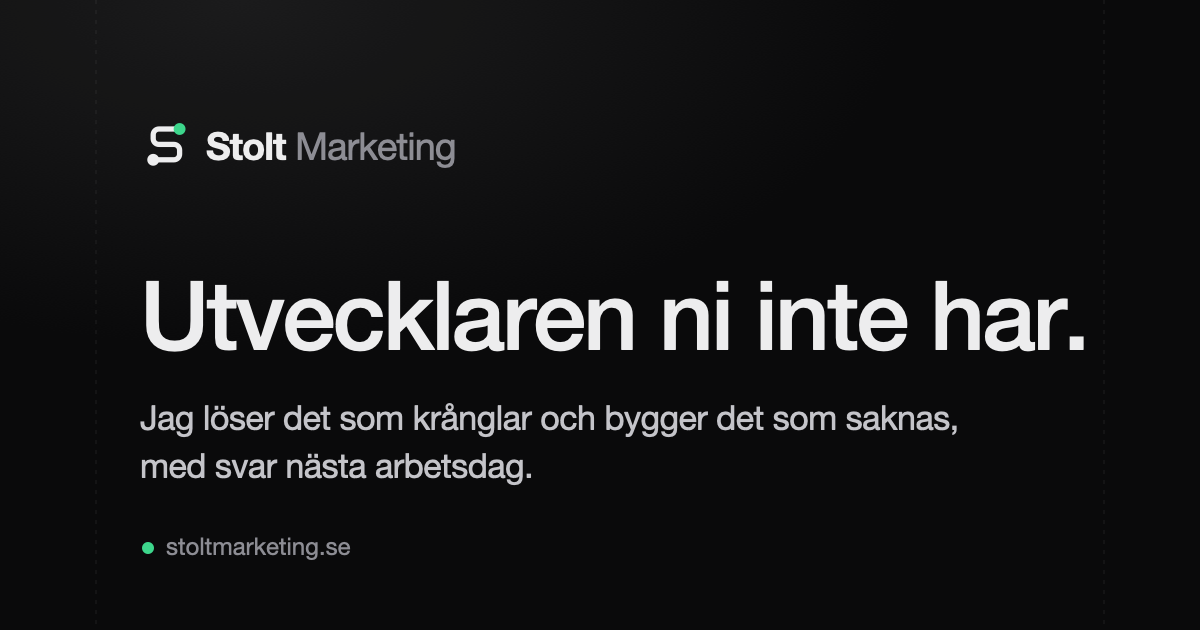 Stolt Marketing
Utvecklaren ni inte har.
Jag löser det som krånglar och bygger det som saknas,
med svar nästa arbetsdag.
stoltmarketing.se